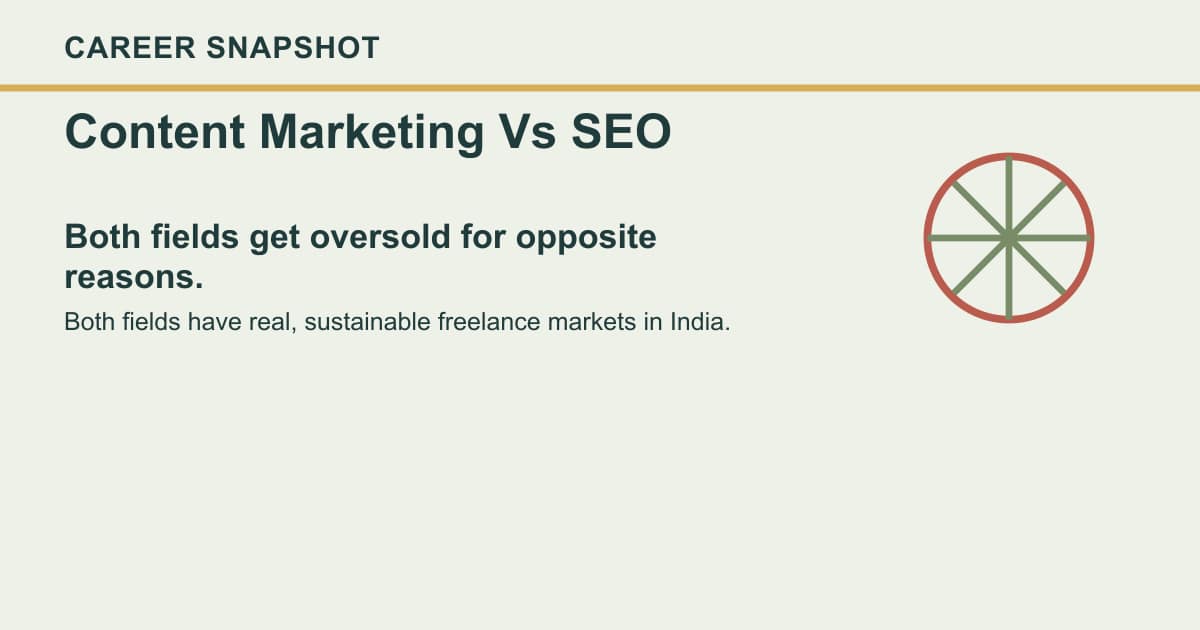 CAREER SNAPSHOT
Content Marketing Vs SEO
Both fields get oversold for opposite
reasons.
Both fields have real, sustainable freelance markets in India.